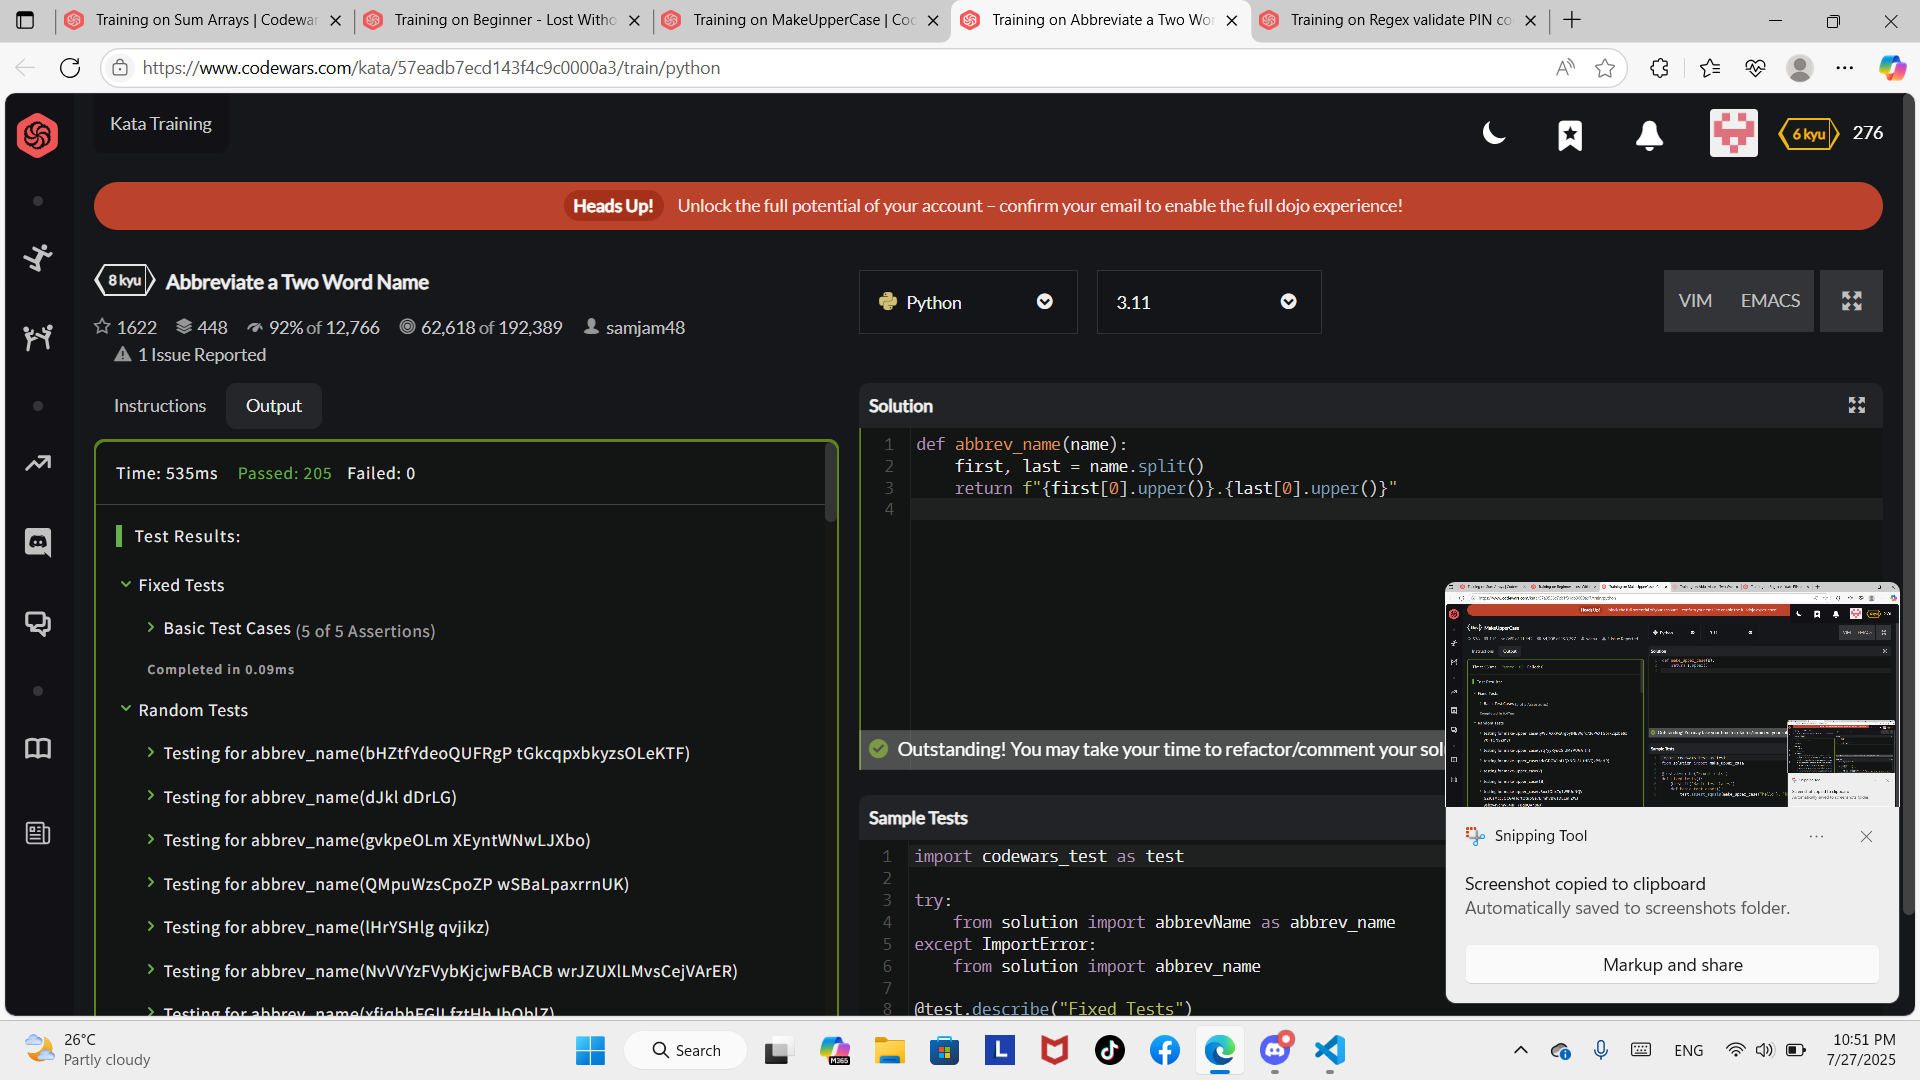 Training on Sum Arrays | Codewar
Training on Beginner - Lost Witho
Training on MakeUpperCase | Coc
Training on Abbreviate a Two Wor
Training on Regex validate PIN co
https://www.codewars.com/kata/57eadb7ecd143f4c9c0000a3/train/python
Kata Training
6 kyu
276
Heads Up! Unlock the full potential of your account – confirm your email to enable the full dojo experience!
8 kyu
Abbreviate a Two Word Name
1622 448 92% of 12,766 62,618 of 192,389 samjam48
1 Issue Reported
Python
3.11
VIM EMACS
Instructions
Output
Time: 535ms Passed: 205 Failed: 0
Test Results:
Fixed Tests
Basic Test Cases (5 of 5 Assertions)
Completed in 0.09ms
Random Tests
Testing for abbrev_name(bHZtfYdeoQUFRgP tGkcqpxbkyzsOLeKTF)
Testing for abbrev_name(dJkl dDrLG)
Testing for abbrev_name(gvkpeOLm XEyntWNwLJXbo)
Testing for abbrev_name(QMpuWzsCpoZP wSBaLpaxrrnUK)
Testing for abbrev_name(lHrYSHlg qvjikz)
Testing for abbrev_name(NvVVYzFVybKjcjwFBACB wrJZUXlLMvsCejVArER)
Solution
1 def abbrev_name(name):
2 first, last = name.split()
3 return f"{first[0].upper()}.{last[0].upper()}"
4
Outstanding! You may take your time to refactor/comment your sol
Sample Tests
1 import codewars_test as test
2
3 try:
4 from solution import abbrevName as abbrev_name
5 except ImportError:
6 from solution import abbrev_name
7
8 @test.describe("Fixed Tests")
Snipping Tool
Screenshot copied to clipboard
Automatically saved to screenshots folder.
Markup and share
26°C
Partly cloudy
Search
M365
L
ENG
10:51 PM
7/27/2025